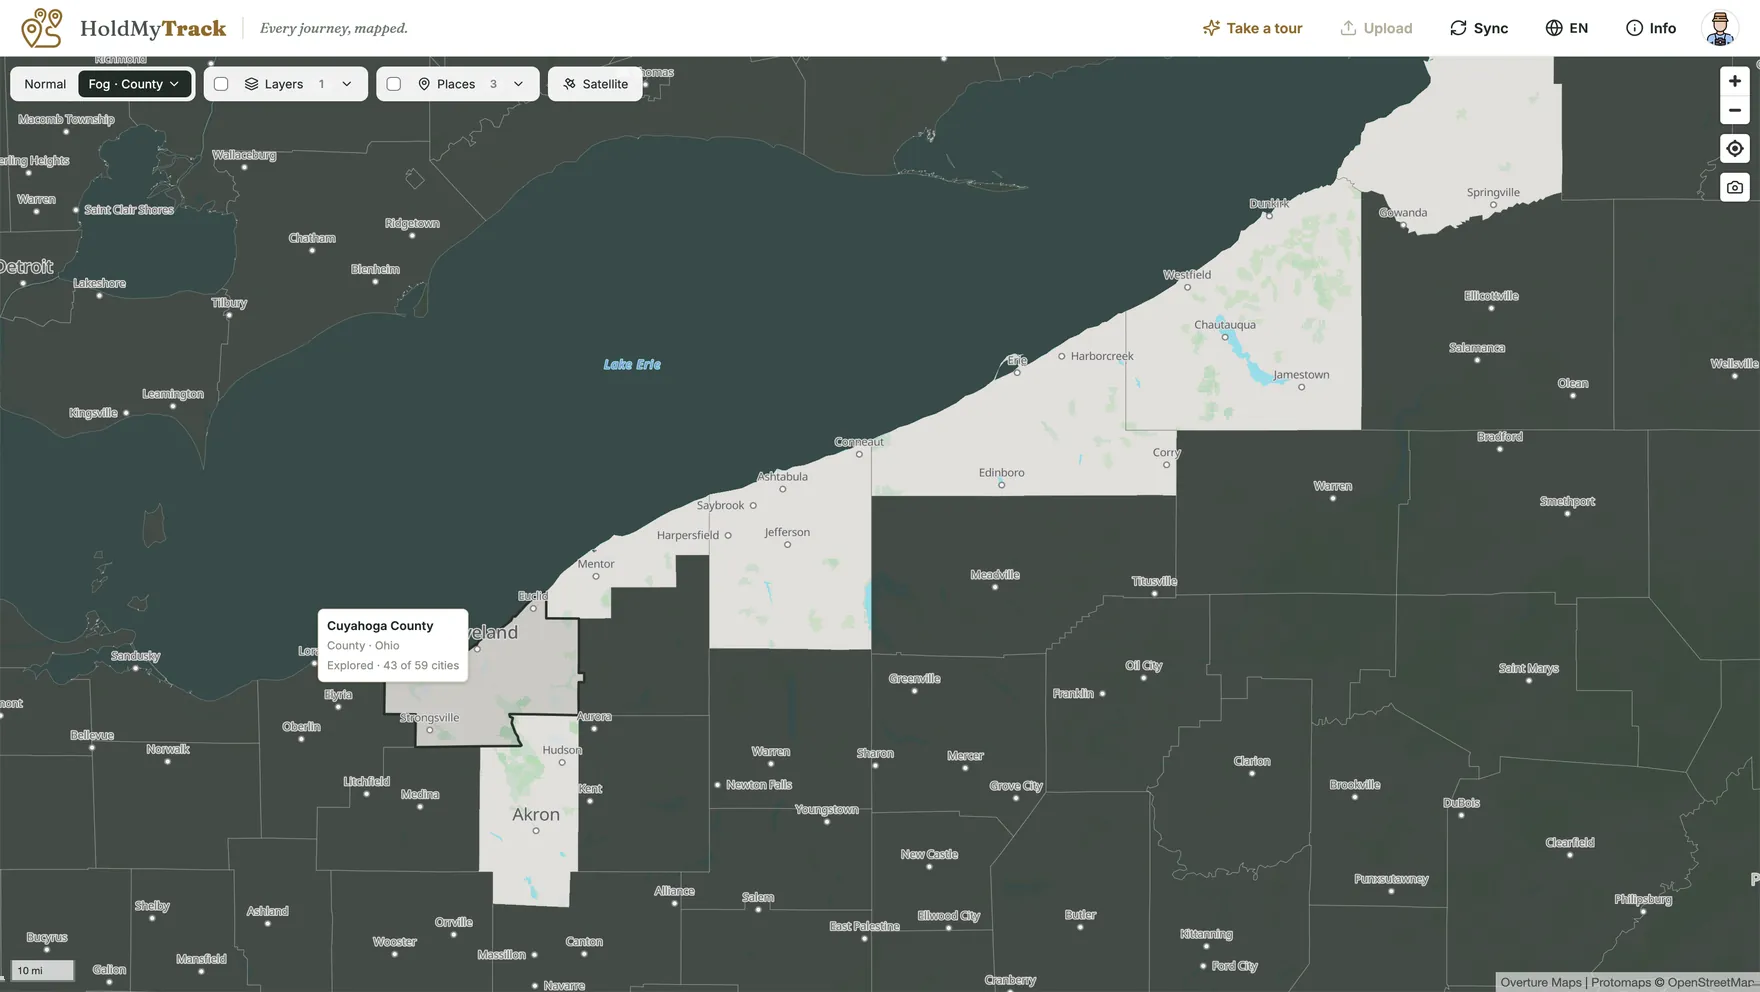 HoldMyTrack
Every journey, mapped.
Take a tour
Upload
Sync
EN
Info
Normal
Fog · County
Layers 1
Places 3
Satellite
Richmond
Macomb Township
erling Heights
Warren
Saint Clair Shores
Wallaceburg
Ridgetown
Chatham
Blenheim
Detroit
Lakeshore
Tilbury
Leamington
Kingsville
Lake Erie
Dunkirk
Gowanda
Springville
Westfield
Chautauqua
Jamestown
Ellicottville
Salamanca
Olean
Wellsville
Erie
Harborcreek
Conneaut
Edinboro
Corry
Bradford
Warren
Smethport
Ashtabula
Saybrook
Harpersfield
Jefferson
Mentor
Euclid
Meadville
Titusville
Cuyahoga County
County · Ohio
Explored · 43 of 59 cities
veland
Lora
Sandusky
Elyria
Strongsville
Aurora
Oberlin
Bellevue
Norwalk
mont
Hudson
Litchfield
Medina
Kent
Akron
Greenville
Oil City
Franklin
Saint Marys
Warren
Newton Falls
Sharon
Mercer
Grove City
Youngstown
Clarion
Brookville
DuBois
Clearfield
New Castle
Punxsutawney
Philipsburg
P
Shelby
Ashland
Alliance
Salem
Orrville
Wooster
Massillon
Canton
East Palestine
Ellwood City
Butler
Kittanning
Ford City
Bucyrus
Galion
Mansfield
Navarre
Cranberry
10 mi
Overture Maps | Protomaps © OpenStreetMap